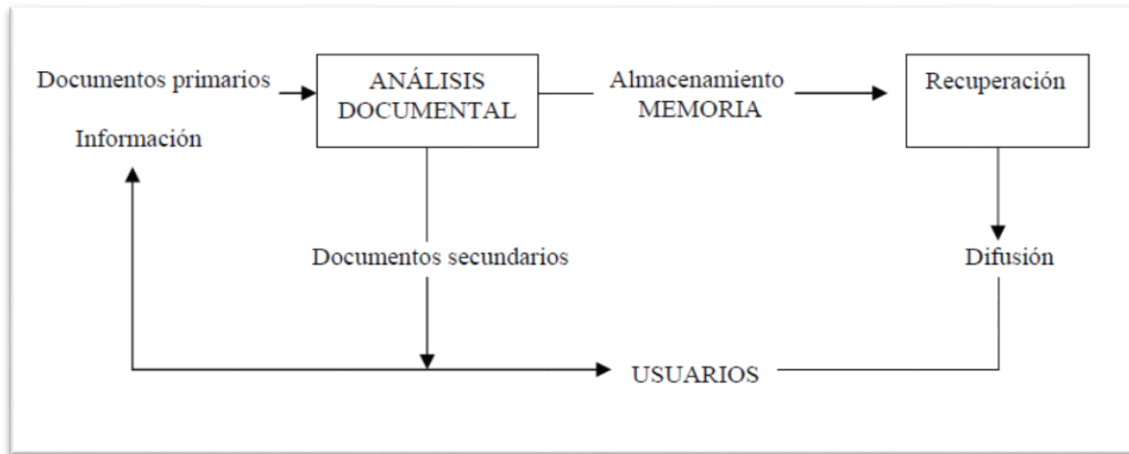 Documentos primarios
ANÁLISIS
DOCUMENTAL
Almacenamiento
MEMORIA
Recuperación
Información
Documentos secundarios
Difusión
USUARIOS